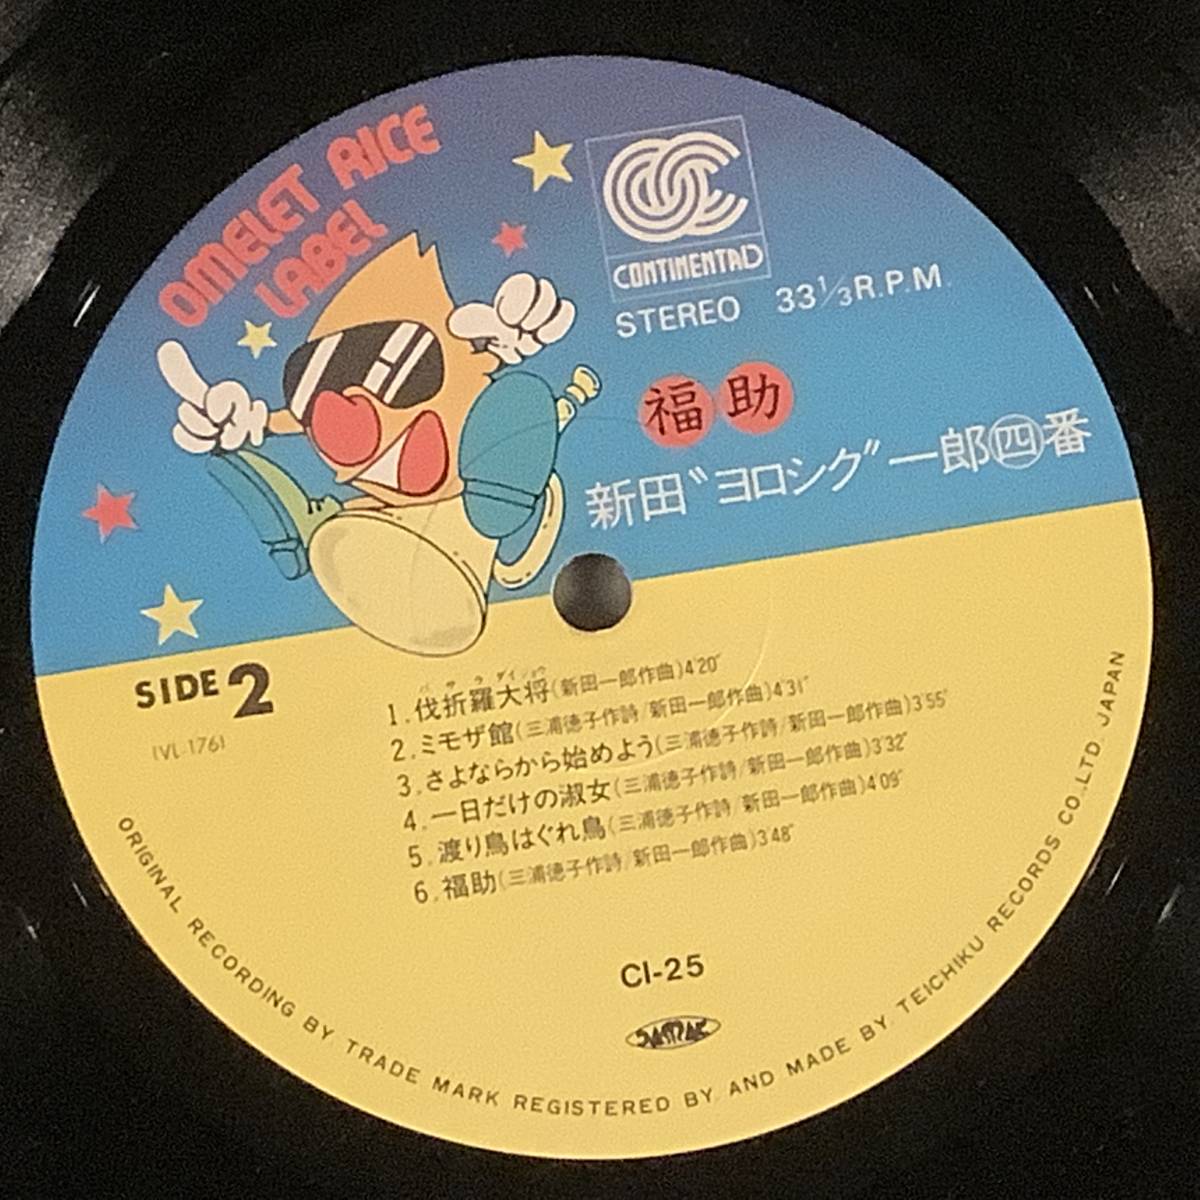 OMELET RICE
LABEL
CONTINENTAL
STEREO 33 1/3 R.P.M.
福助
新田〝ヨロシク〟一郎㊃番
SIDE 2
(VL-176)
バサラダイショウ
1. 伐折羅大将(新田一郎作曲)4'20"
2. ミモザ館(三浦徳子作詩/新田一郎作曲)4'31"
3. さよならから始めよう(三浦徳子作詩/新田一郎作曲)3'55"
4. 一日だけの淑女(三浦徳子作詩/新田一郎作曲)3'32"
5. 渡り鳥はぐれ鳥(三浦徳子作詩/新田一郎作曲)4'09"
6. 福助(三浦徳子作詩/新田一郎作曲)3'48"
CI-25
ORIGINAL RECORDING BY TRADE MARK REGISTERED BY AND MADE BY TEICHIKU RECORDS CO.,LTD. JAPAN